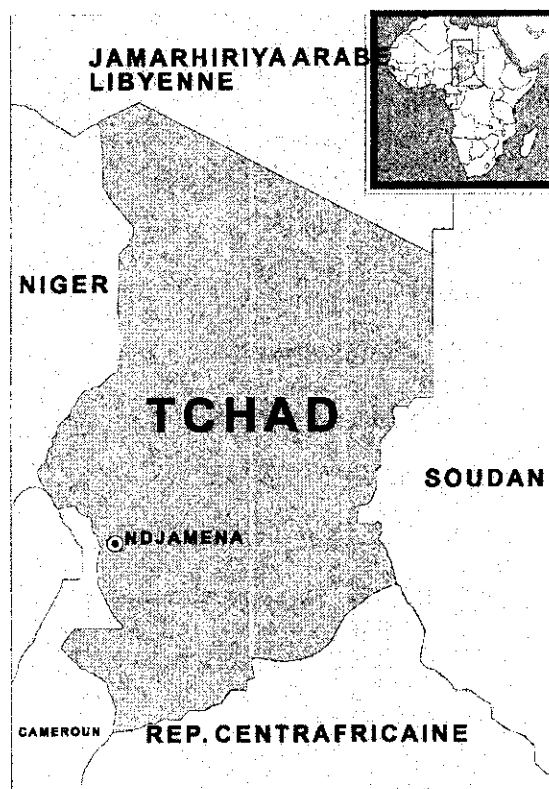 JAMARHIRIYA ARABE
LIBYENNE
NIGER
TCHAD
SOUDAN
NDJAMENA
CAMEROUN
REP. CENTRAFRICAINE